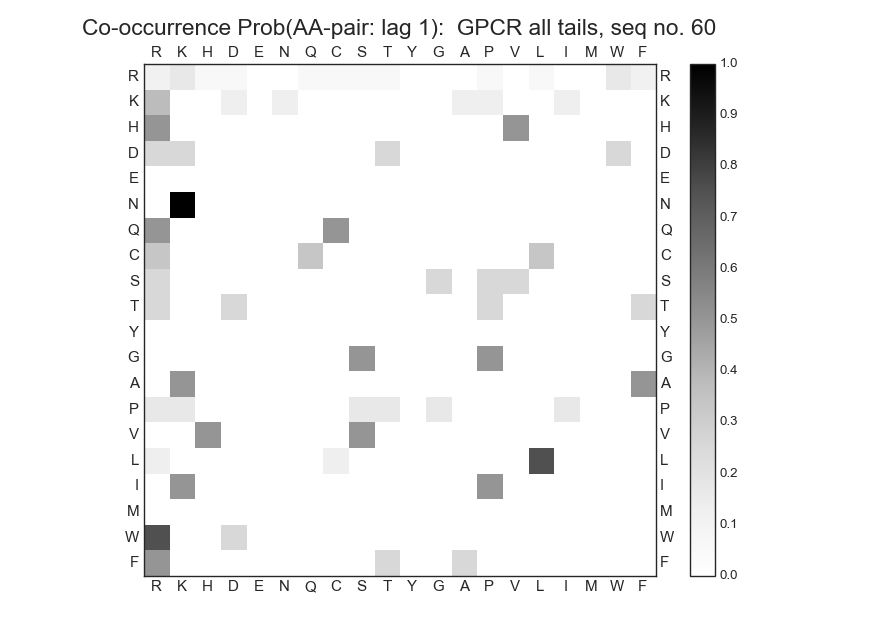 Co-occurrence Prob(AA-pair: lag 1):  GPCR all tails, seq no. 60
R K H D E N Q C S T Y G A P V L I M W F
R R 1.0
K K
H H 0.9
D D
E E 0.8
N N 0.7
Q Q
C C 0.6
S S
T T 0.5
Y Y
G G 0.4
A A
P P 0.3
V V
L L 0.2
I I
M M 0.1
W W
F F 0.0
R K H D E N Q C S T Y G A P V L I M W F